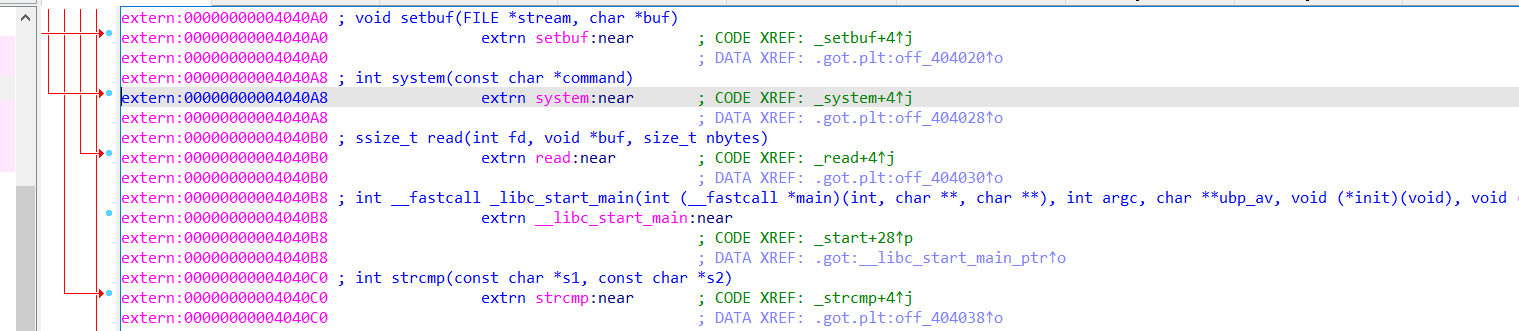 extern:00000000004040A0 ; void setbuf(FILE *stream, char *buf)
extern:00000000004040A0 extrn setbuf:near ; CODE XREF: _setbuf+4↑j
extern:00000000004040A0 ; DATA XREF: .got.plt:off_404020↑o
extern:00000000004040A8 ; int system(const char *command)
extern:00000000004040A8 extrn system:near ; CODE XREF: _system+4↑j
extern:00000000004040A8 ; DATA XREF: .got.plt:off_404028↑o
extern:00000000004040B0 ; ssize_t read(int fd, void *buf, size_t nbytes)
extern:00000000004040B0 extrn read:near ; CODE XREF: _read+4↑j
extern:00000000004040B0 ; DATA XREF: .got.plt:off_404030↑o
extern:00000000004040B8 ; int __fastcall _libc_start_main(int (__fastcall *main)(int, char **, char **), int argc, char **ubp_av, void (*init)(void), void (
extern:00000000004040B8 extrn __libc_start_main:near
extern:00000000004040B8 ; CODE XREF: _start+28↑p
extern:00000000004040B8 ; DATA XREF: .got:__libc_start_main_ptr↑o
extern:00000000004040C0 ; int strcmp(const char *s1, const char *s2)
extern:00000000004040C0 extrn strcmp:near ; CODE XREF: _strcmp+4↑j
extern:00000000004040C0 ; DATA XREF: .got.plt:off_404038↑o